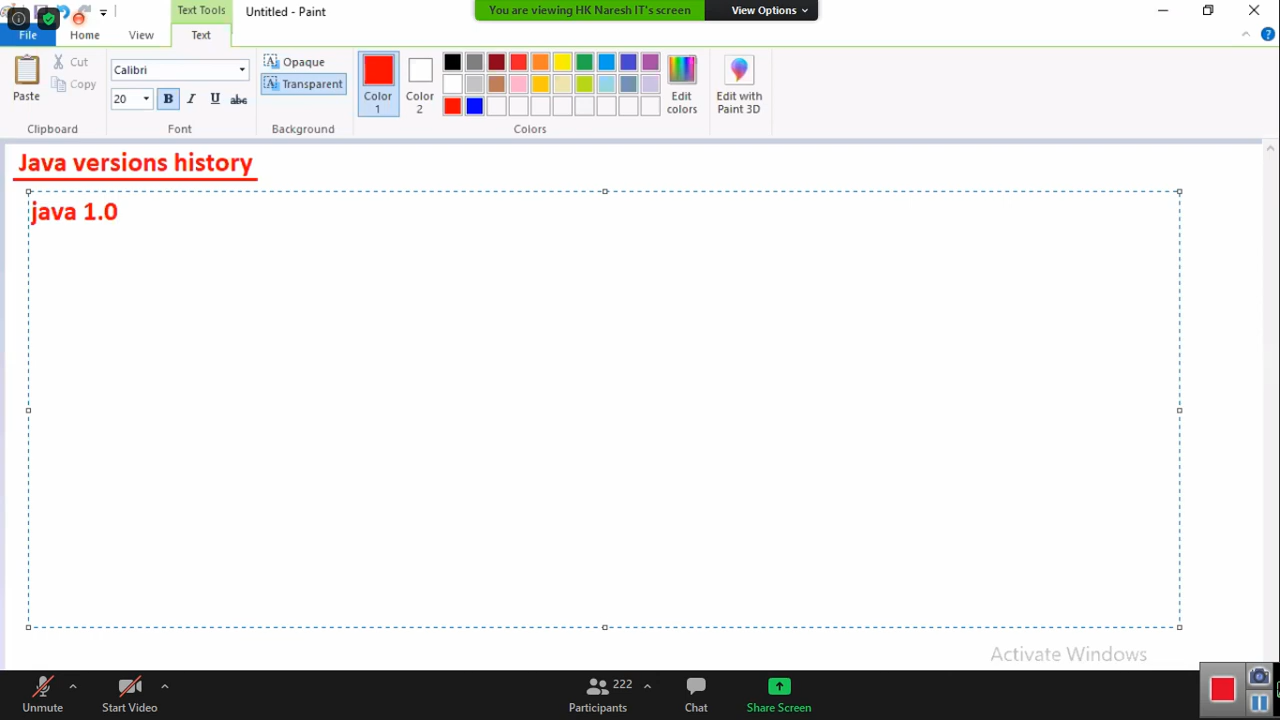 Text Tools
Untitled - Paint
You are viewing HK Naresh IT's screen
View Options
File
Home
View
Text
Paste
Cut
Copy
Clipboard
Calibri
20
B I U abc
Font
Opaque
Transparent
Background
Color 1
Color 2
Colors
Edit colors
Edit with Paint 3D
Java versions history
java 1.0
Activate Windows
Unmute
Start Video
222
Participants
Chat
Share Screen